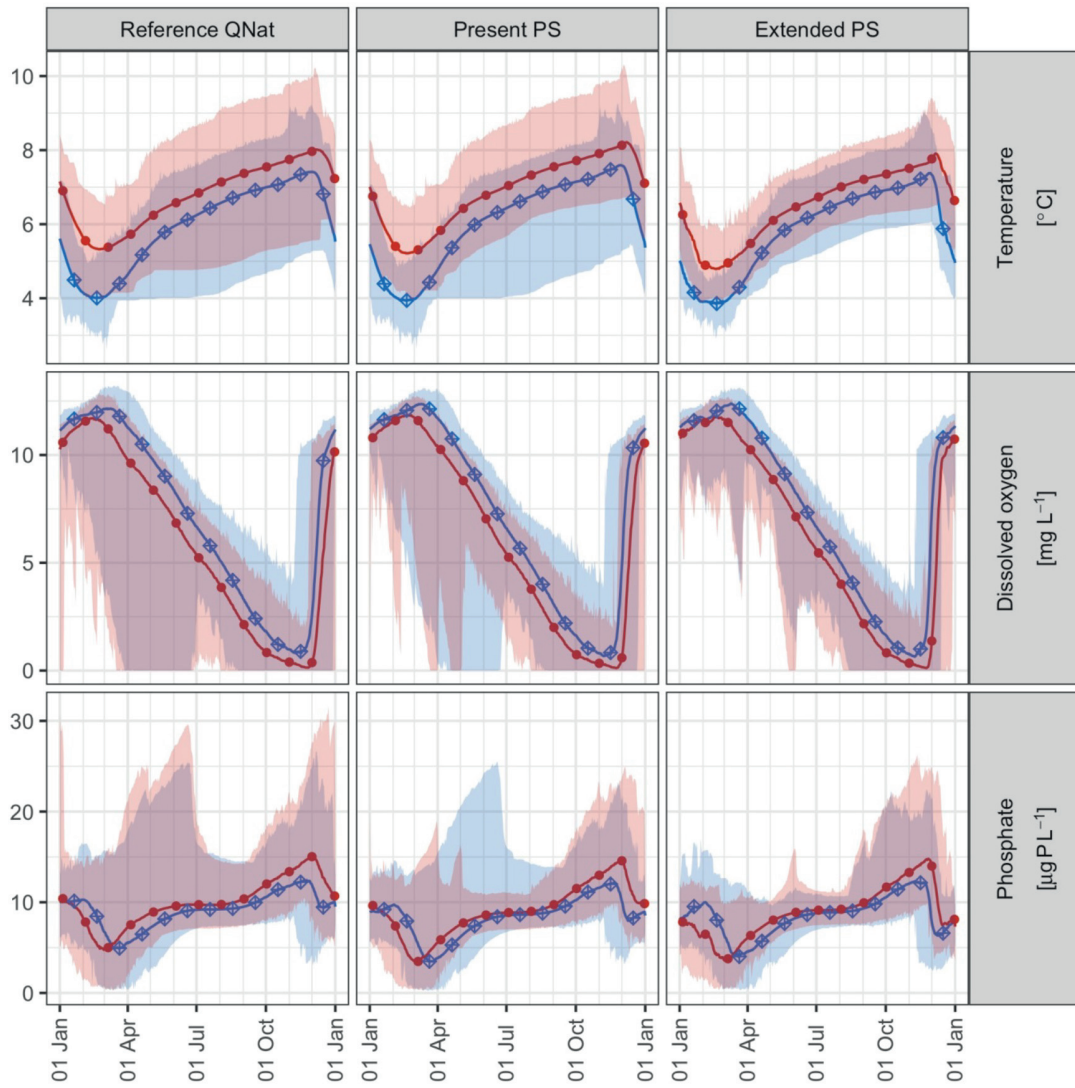 Reference QNat
Present PS
Extended PS
10
8
6
4
Temperature
[°C]
10
5
0
Dissolved oxygen
[mg L⁻¹]
30
20
10
0
Phosphate
[µg P L⁻¹]
01 Jan
01 Apr
01 Jul
01 Oct
01 Jan
01 Jan
01 Apr
01 Jul
01 Oct
01 Jan
01 Jan
01 Apr
01 Jul
01 Oct
01 Jan